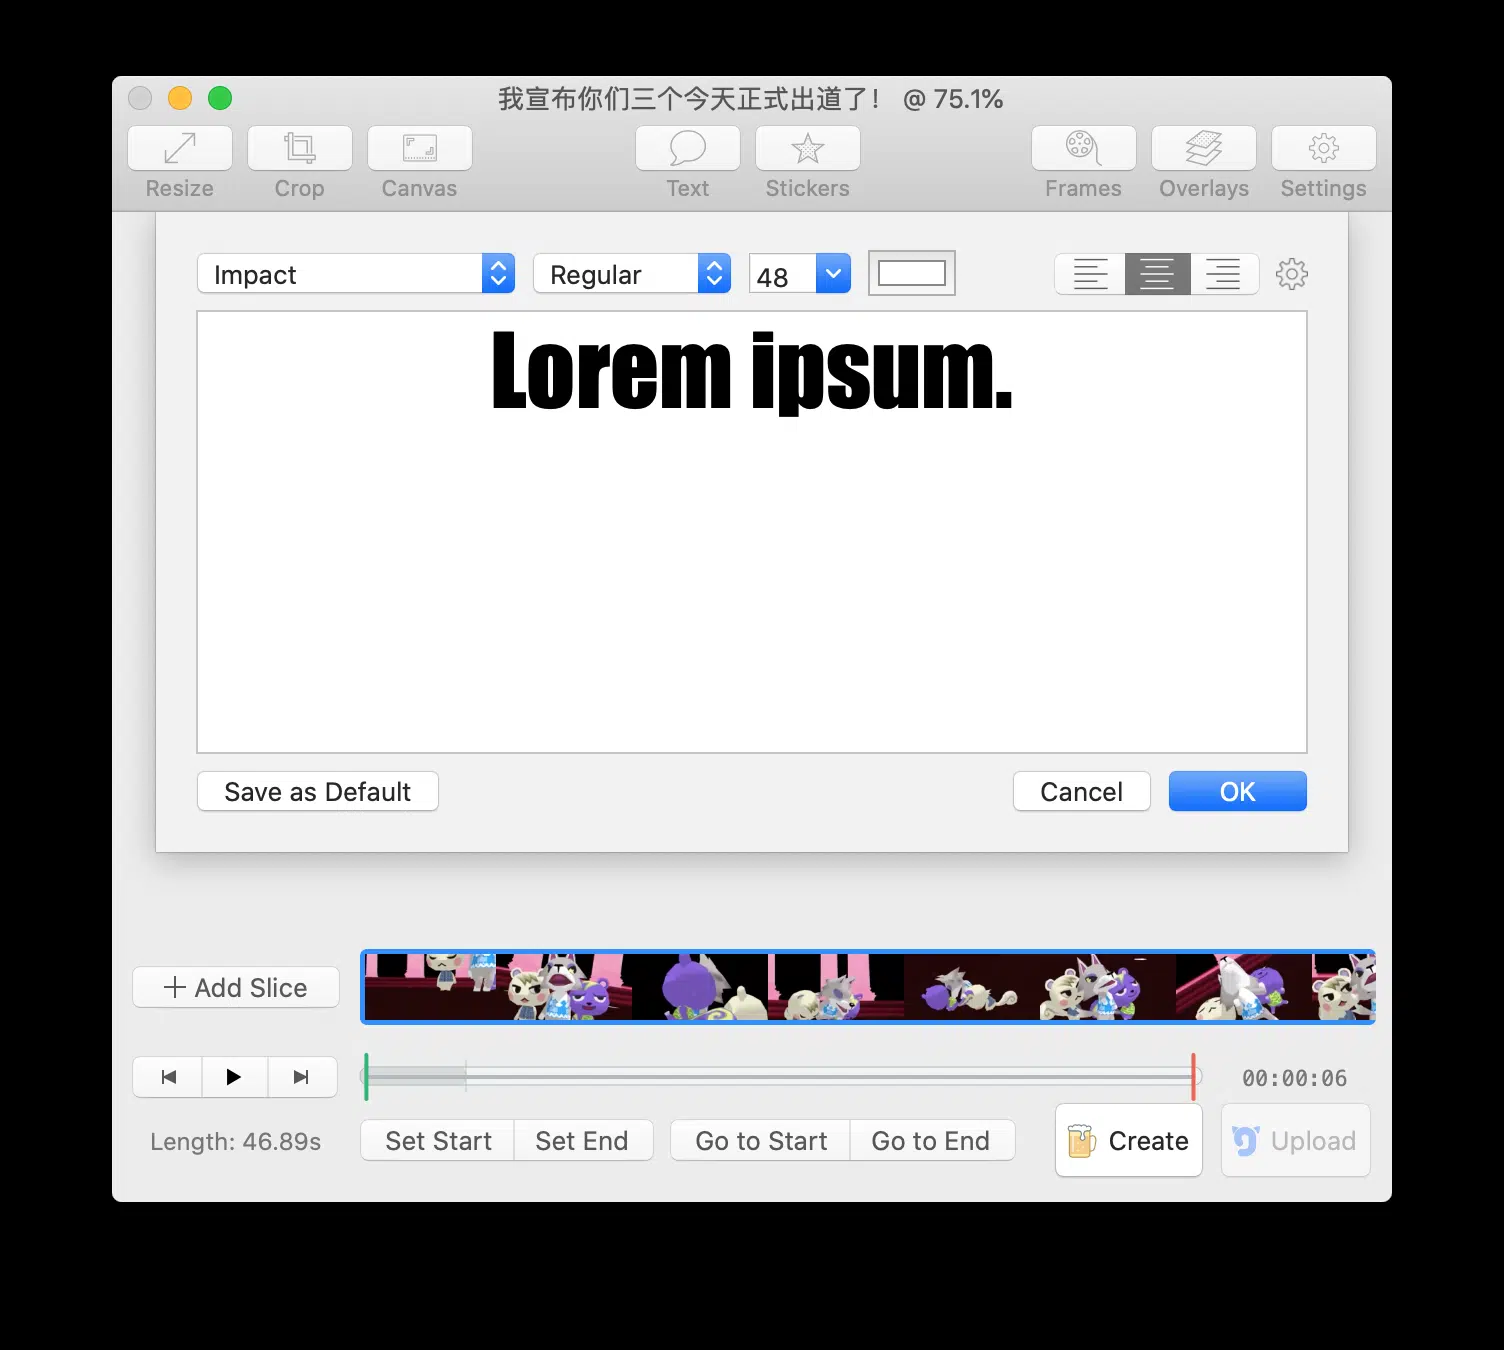 我宣布你们三个今天正式出道了！ @ 75.1%
Resize
Crop
Canvas
Text
Stickers
Frames
Overlays
Settings
Impact
Regular
48
Lorem ipsum.
Save as Default
Cancel
OK
Add Slice
00:00:06
Length: 46.89s
Set Start
Set End
Go to Start
Go to End
Create
Upload